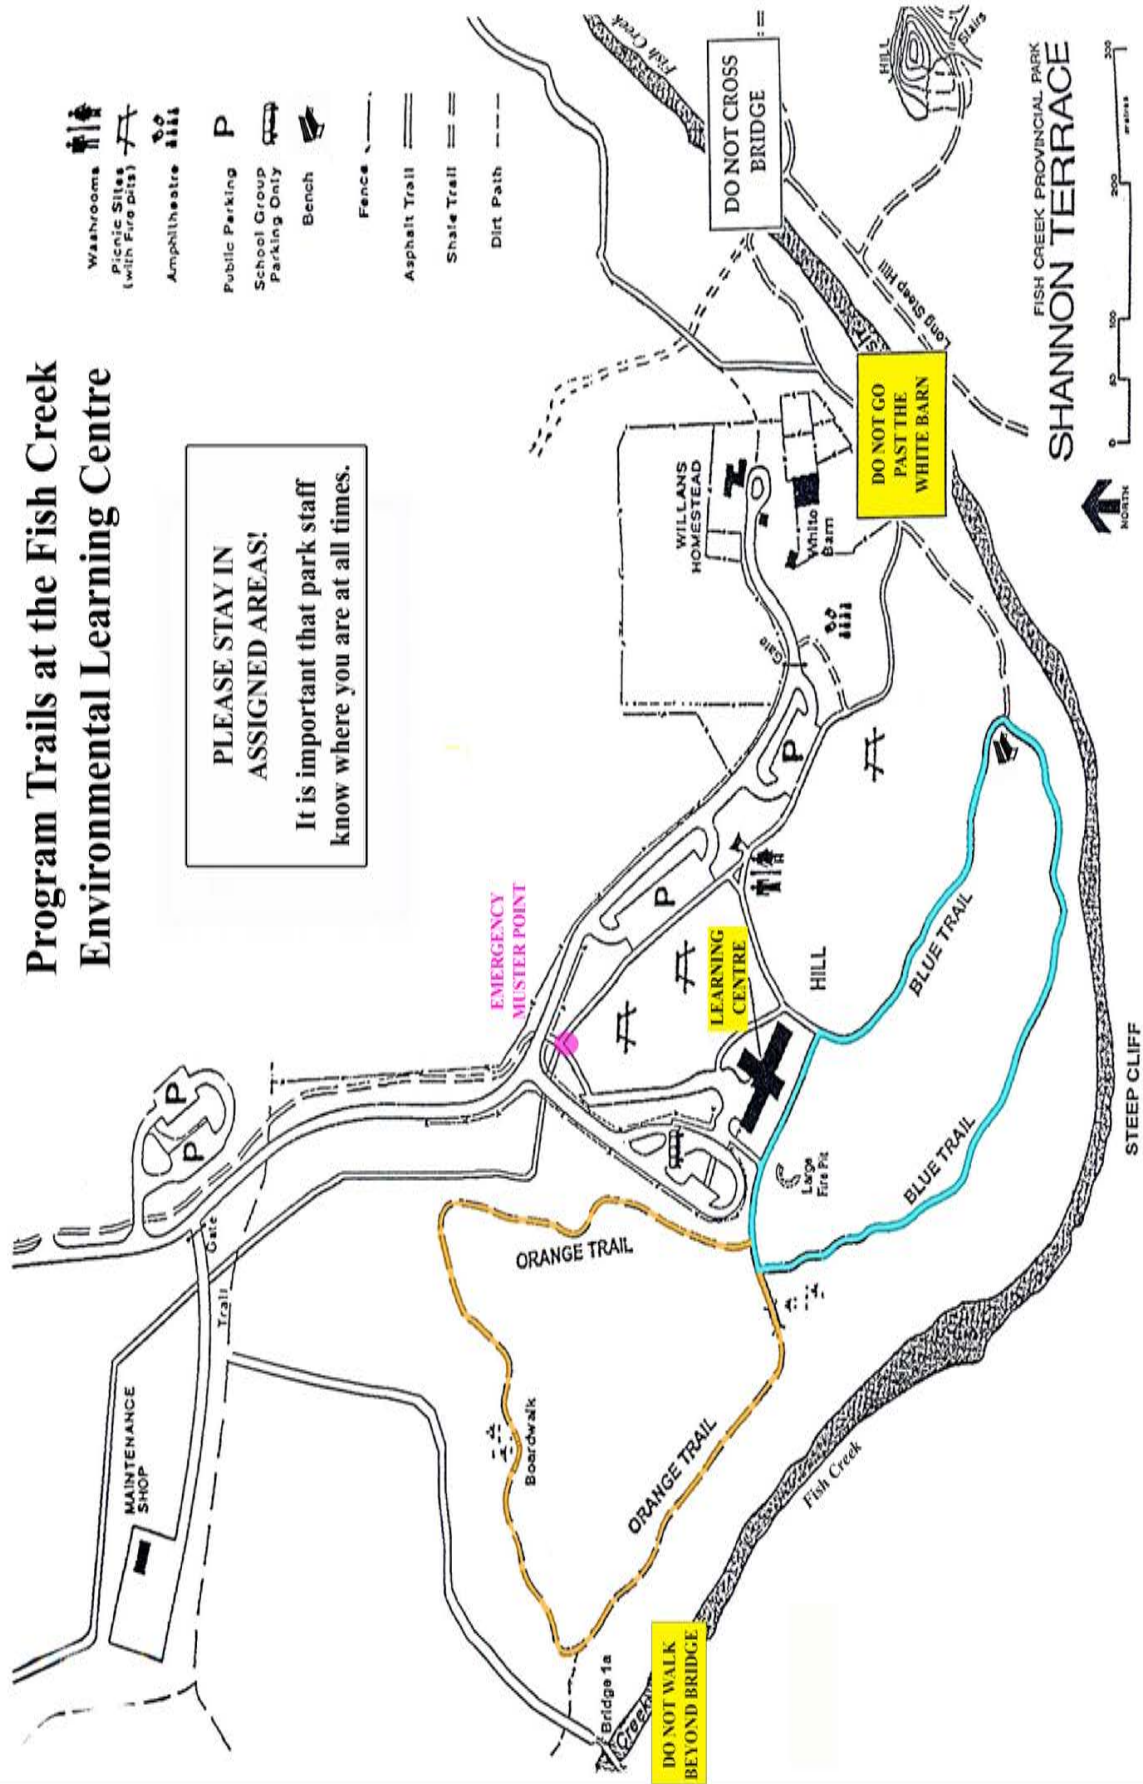 Program Trails at the Fish Creek
Environmental Learning Centre
PLEASE STAY IN
ASSIGNED AREAS!
It is important that park staff
know where you are at all times.
Washrooms
Picnic Sites
(with Fire pits)
Amphitheatre
Public Parking
P
School Group
Parking Only
Bench
Fence
Asphalt Trail
Shale Trail
Dirt Path
MAINTENANCE
SHOP
Gate
Trail
P
P
EMERGENCY
MUSTER POINT
WILLANS
HOMESTEAD
White
Barn
Gate
P
P
LEARNING
CENTRE
HILL
Large
Fire Pit
ORANGE TRAIL
Boardwalk
ORANGE TRAIL
BLUE TRAIL
BLUE TRAIL
Bridge 1a
Creek
DO NOT WALK
BEYOND BRIDGE
Fish Creek
STEEP CLIFF
DO NOT GO
PAST THE
WHITE BARN
DO NOT CROSS
BRIDGE
Fish Creek
Long Steep Hill
HILL
Stairs
FISH CREEK PROVINCIAL PARK
SHANNON TERRACE
NORTH
0 50 100 200 300
metres